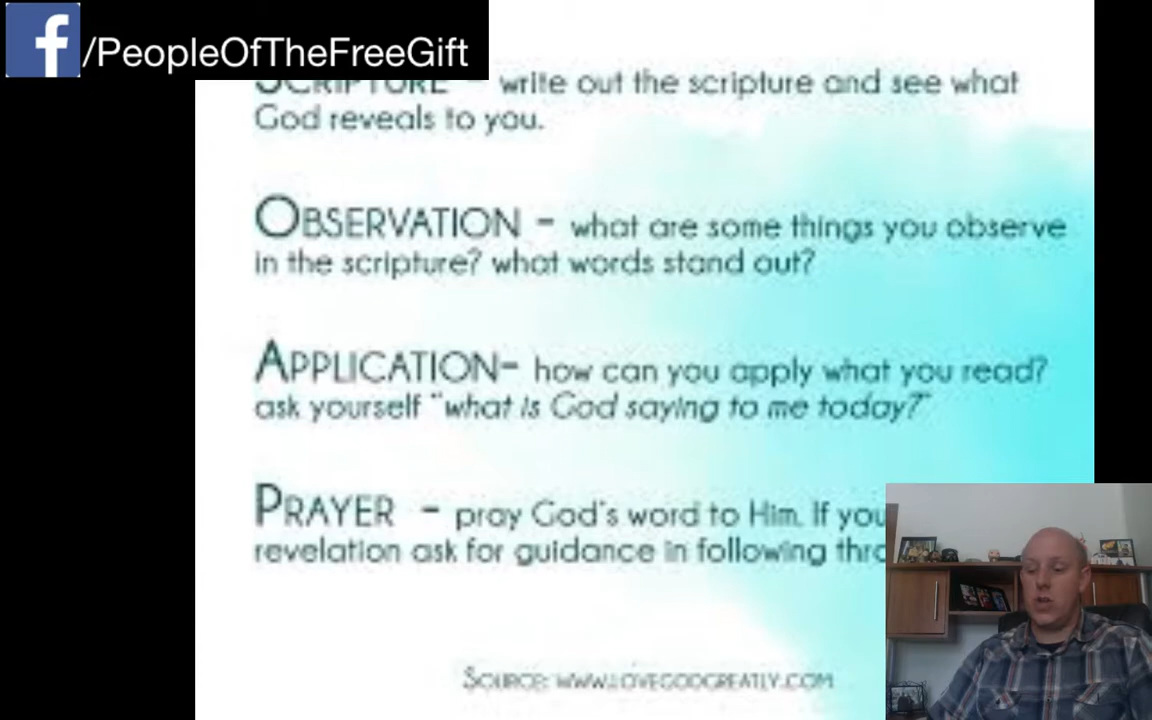 /PeopleOfTheFreeGift
SCRIPTURE - write out the scripture and see what
God reveals to you.
OBSERVATION - what are some things you observe
in the scripture? what words stand out?
APPLICATION- how can you apply what you read?
ask yourself "what is God saying to me today?"
PRAYER - pray God's word to Him. If you
revelation ask for guidance in following thro
SOURCE: WWW.LOVEGODGREATLY.COM